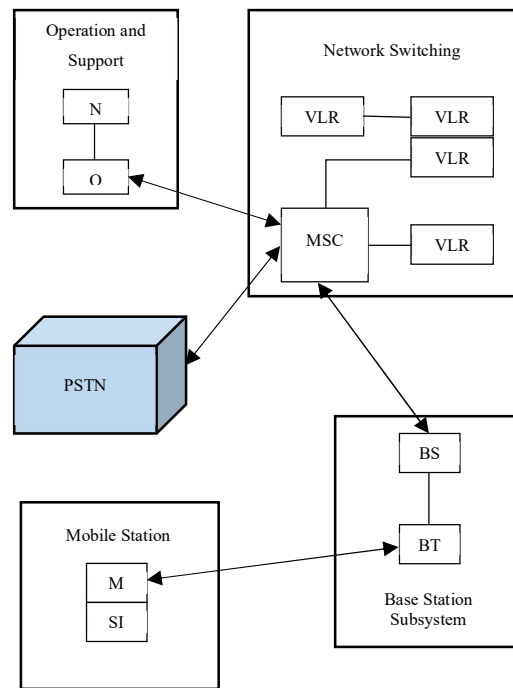 Operation and
Support
N
O
Network Switching
VLR
VLR
VLR
MSC
VLR
PSTN
BS
BT
Base Station
Subsystem
Mobile Station
M
SI